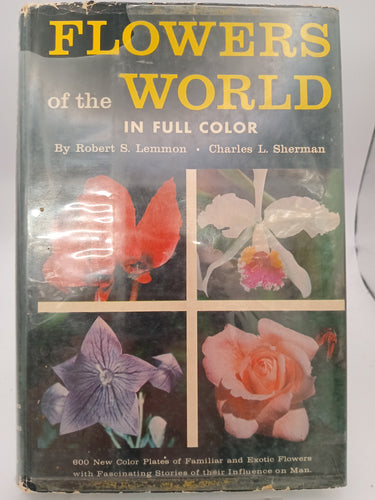 FLOWERS
of the WORLD
IN FULL COLOR
By Robert S. Lemmon • Charles L. Sherman
600 New Color Plates of Familiar and Exotic Flowers
with Fascinating Stories of their Influence on Man.